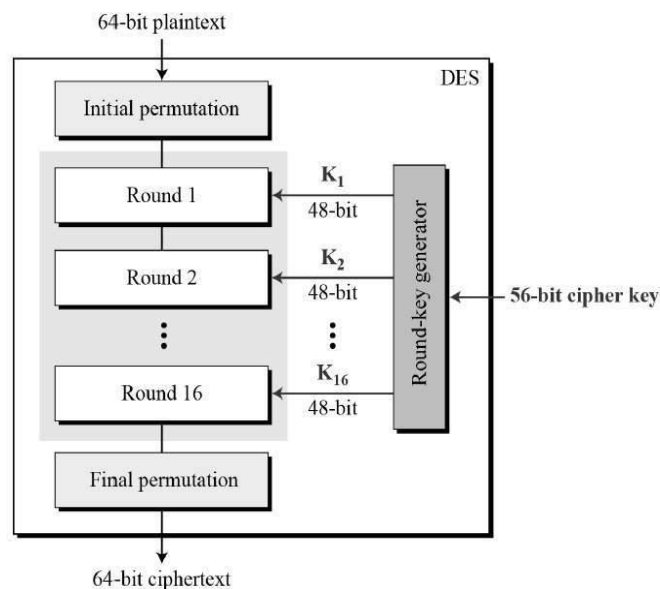 64-bit plaintext
DES
Initial permutation
Round 1
K1
48-bit
Round 2
K2
48-bit
Round 16
K16
48-bit
Round-key generator
56-bit cipher key
Final permutation
64-bit ciphertext